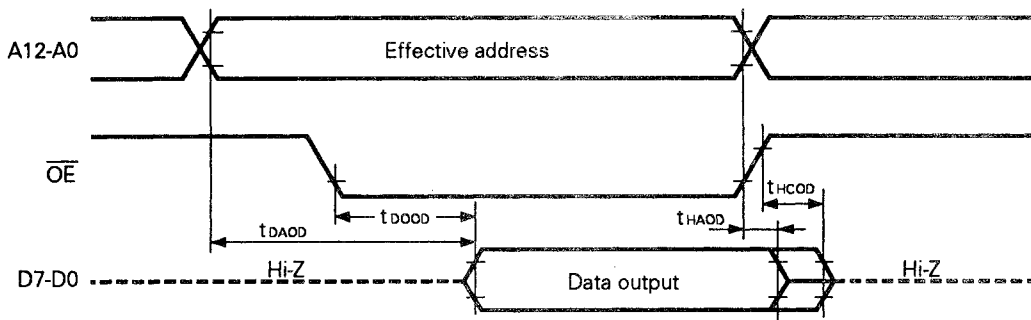 A12-A0
Effective address
OE
tHCOD
tDOOD
tHAOD
tDAOD
D7-D0
Hi-Z
Data output
Hi-Z